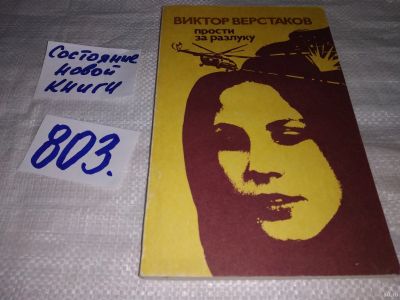 Состояние
новой
книги
803.
ВИКТОР ВЕРСТАКОВ
прости
за разлуку